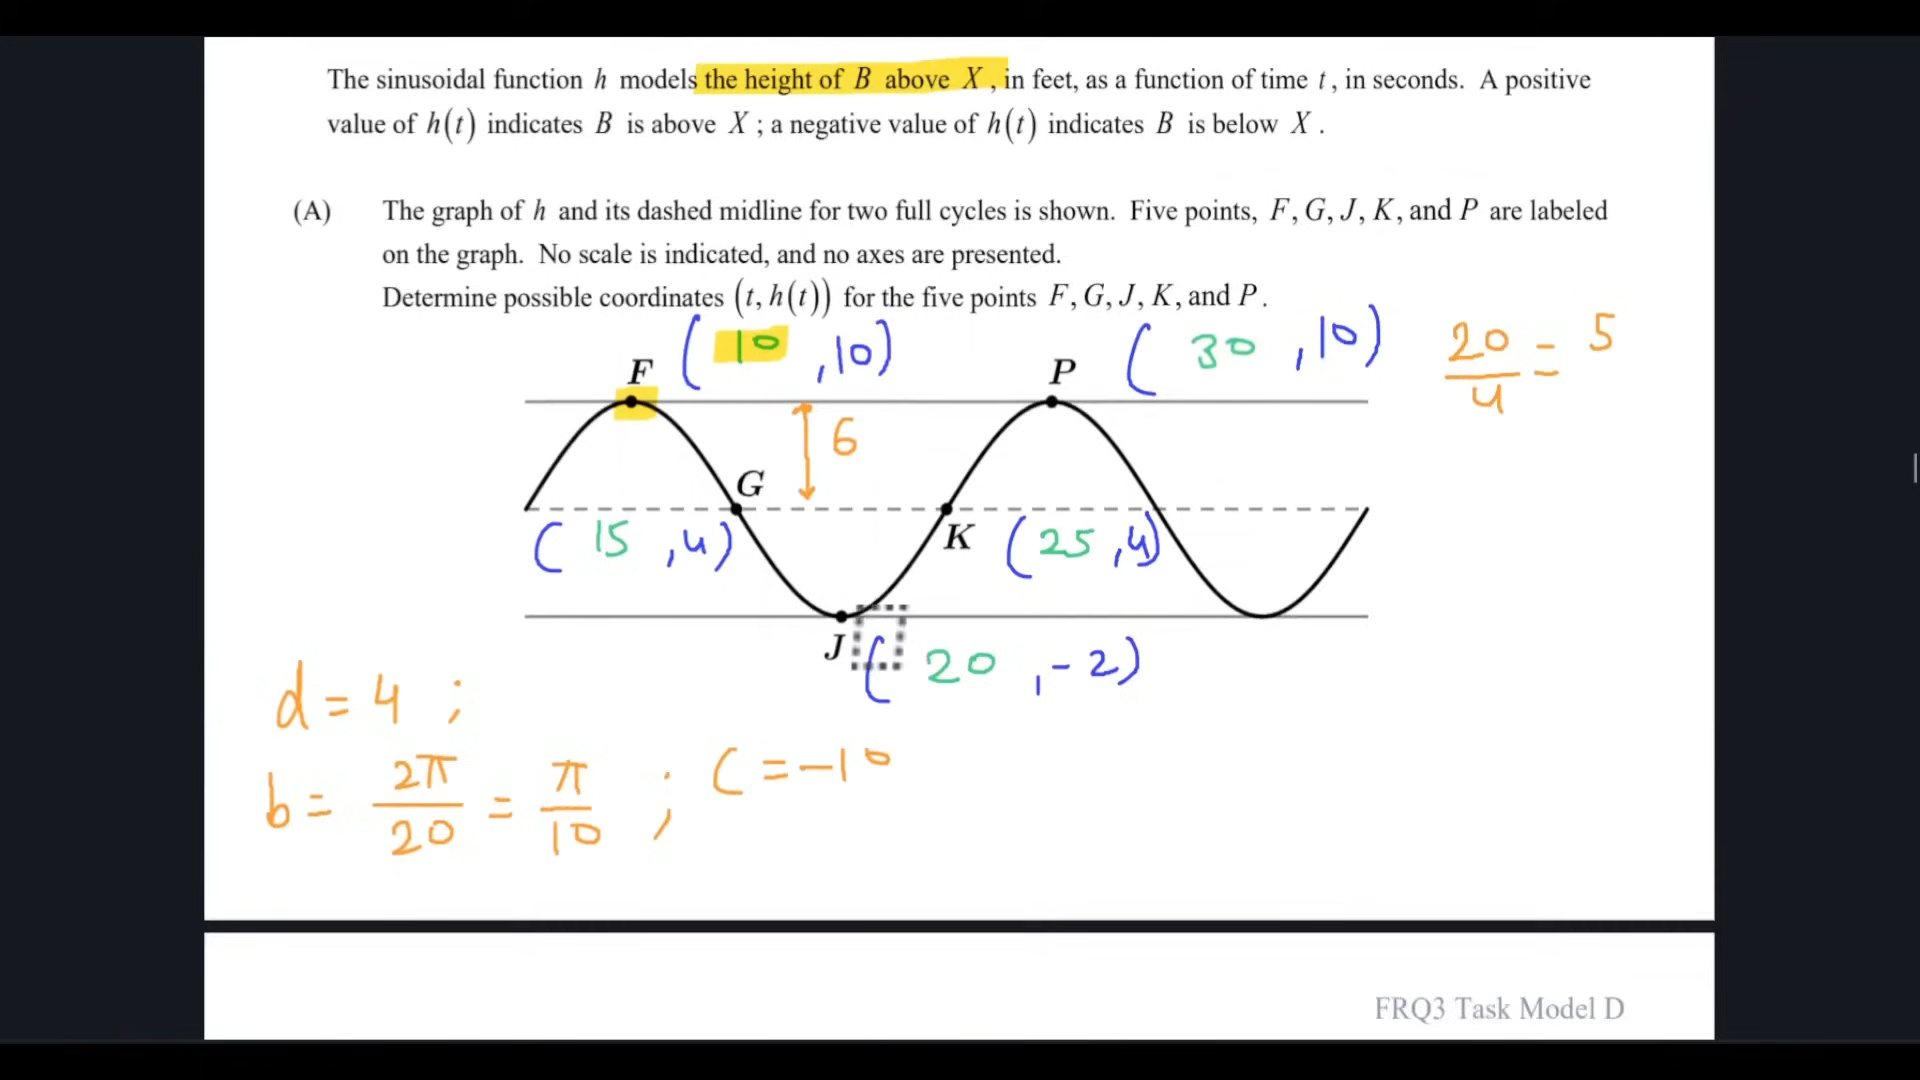 The sinusoidal function h models the height of B above X, in feet, as a function of time t, in seconds. A positive
value of h(t) indicates B is above X; a negative value of h(t) indicates B is below X.
(A) The graph of h and its dashed midline for two full cycles is shown. Five points, F, G, J, K, and P are labeled
on the graph. No scale is indicated, and no axes are presented.
Determine possible coordinates (t, h(t)) for the five points F, G, J, K, and P.
F (10, 10) P (30, 10) 20/4 = 5
6
G
(15, 4) K (25, 4)
J (20, -2)
d = 4 ;
b = 2π/20 = π/10 ; C = -10
FRQ3 Task Model D